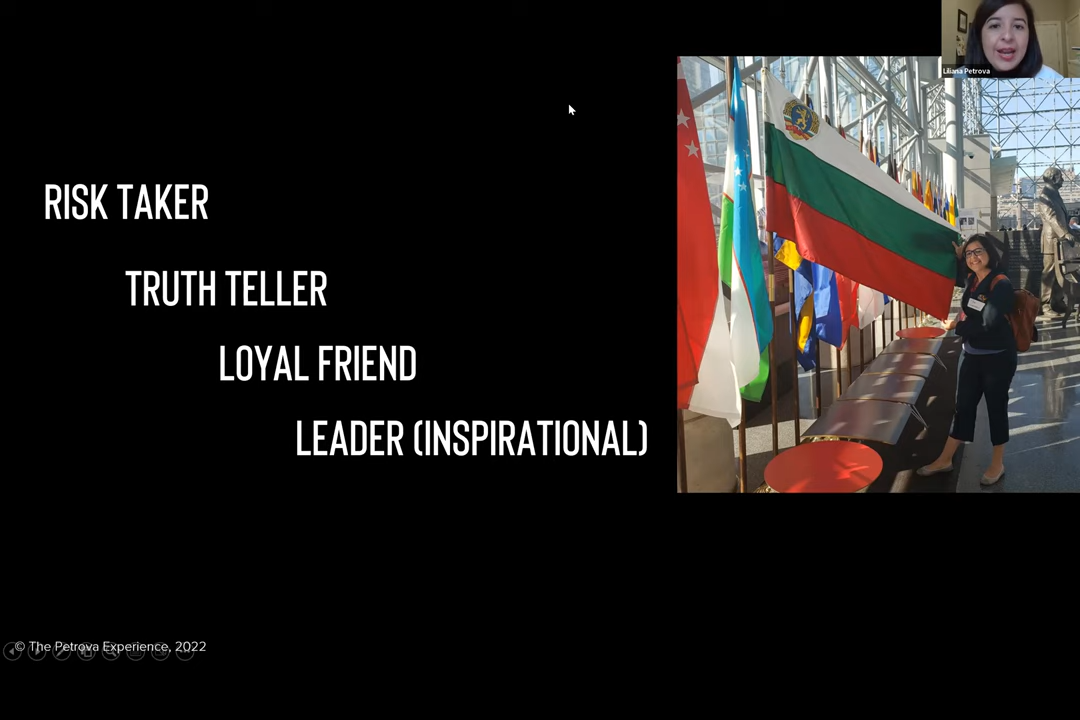 Liliana Petrova
RISK TAKER
TRUTH TELLER
LOYAL FRIEND
LEADER (INSPIRATIONAL)
© The Petrova Experience, 2022